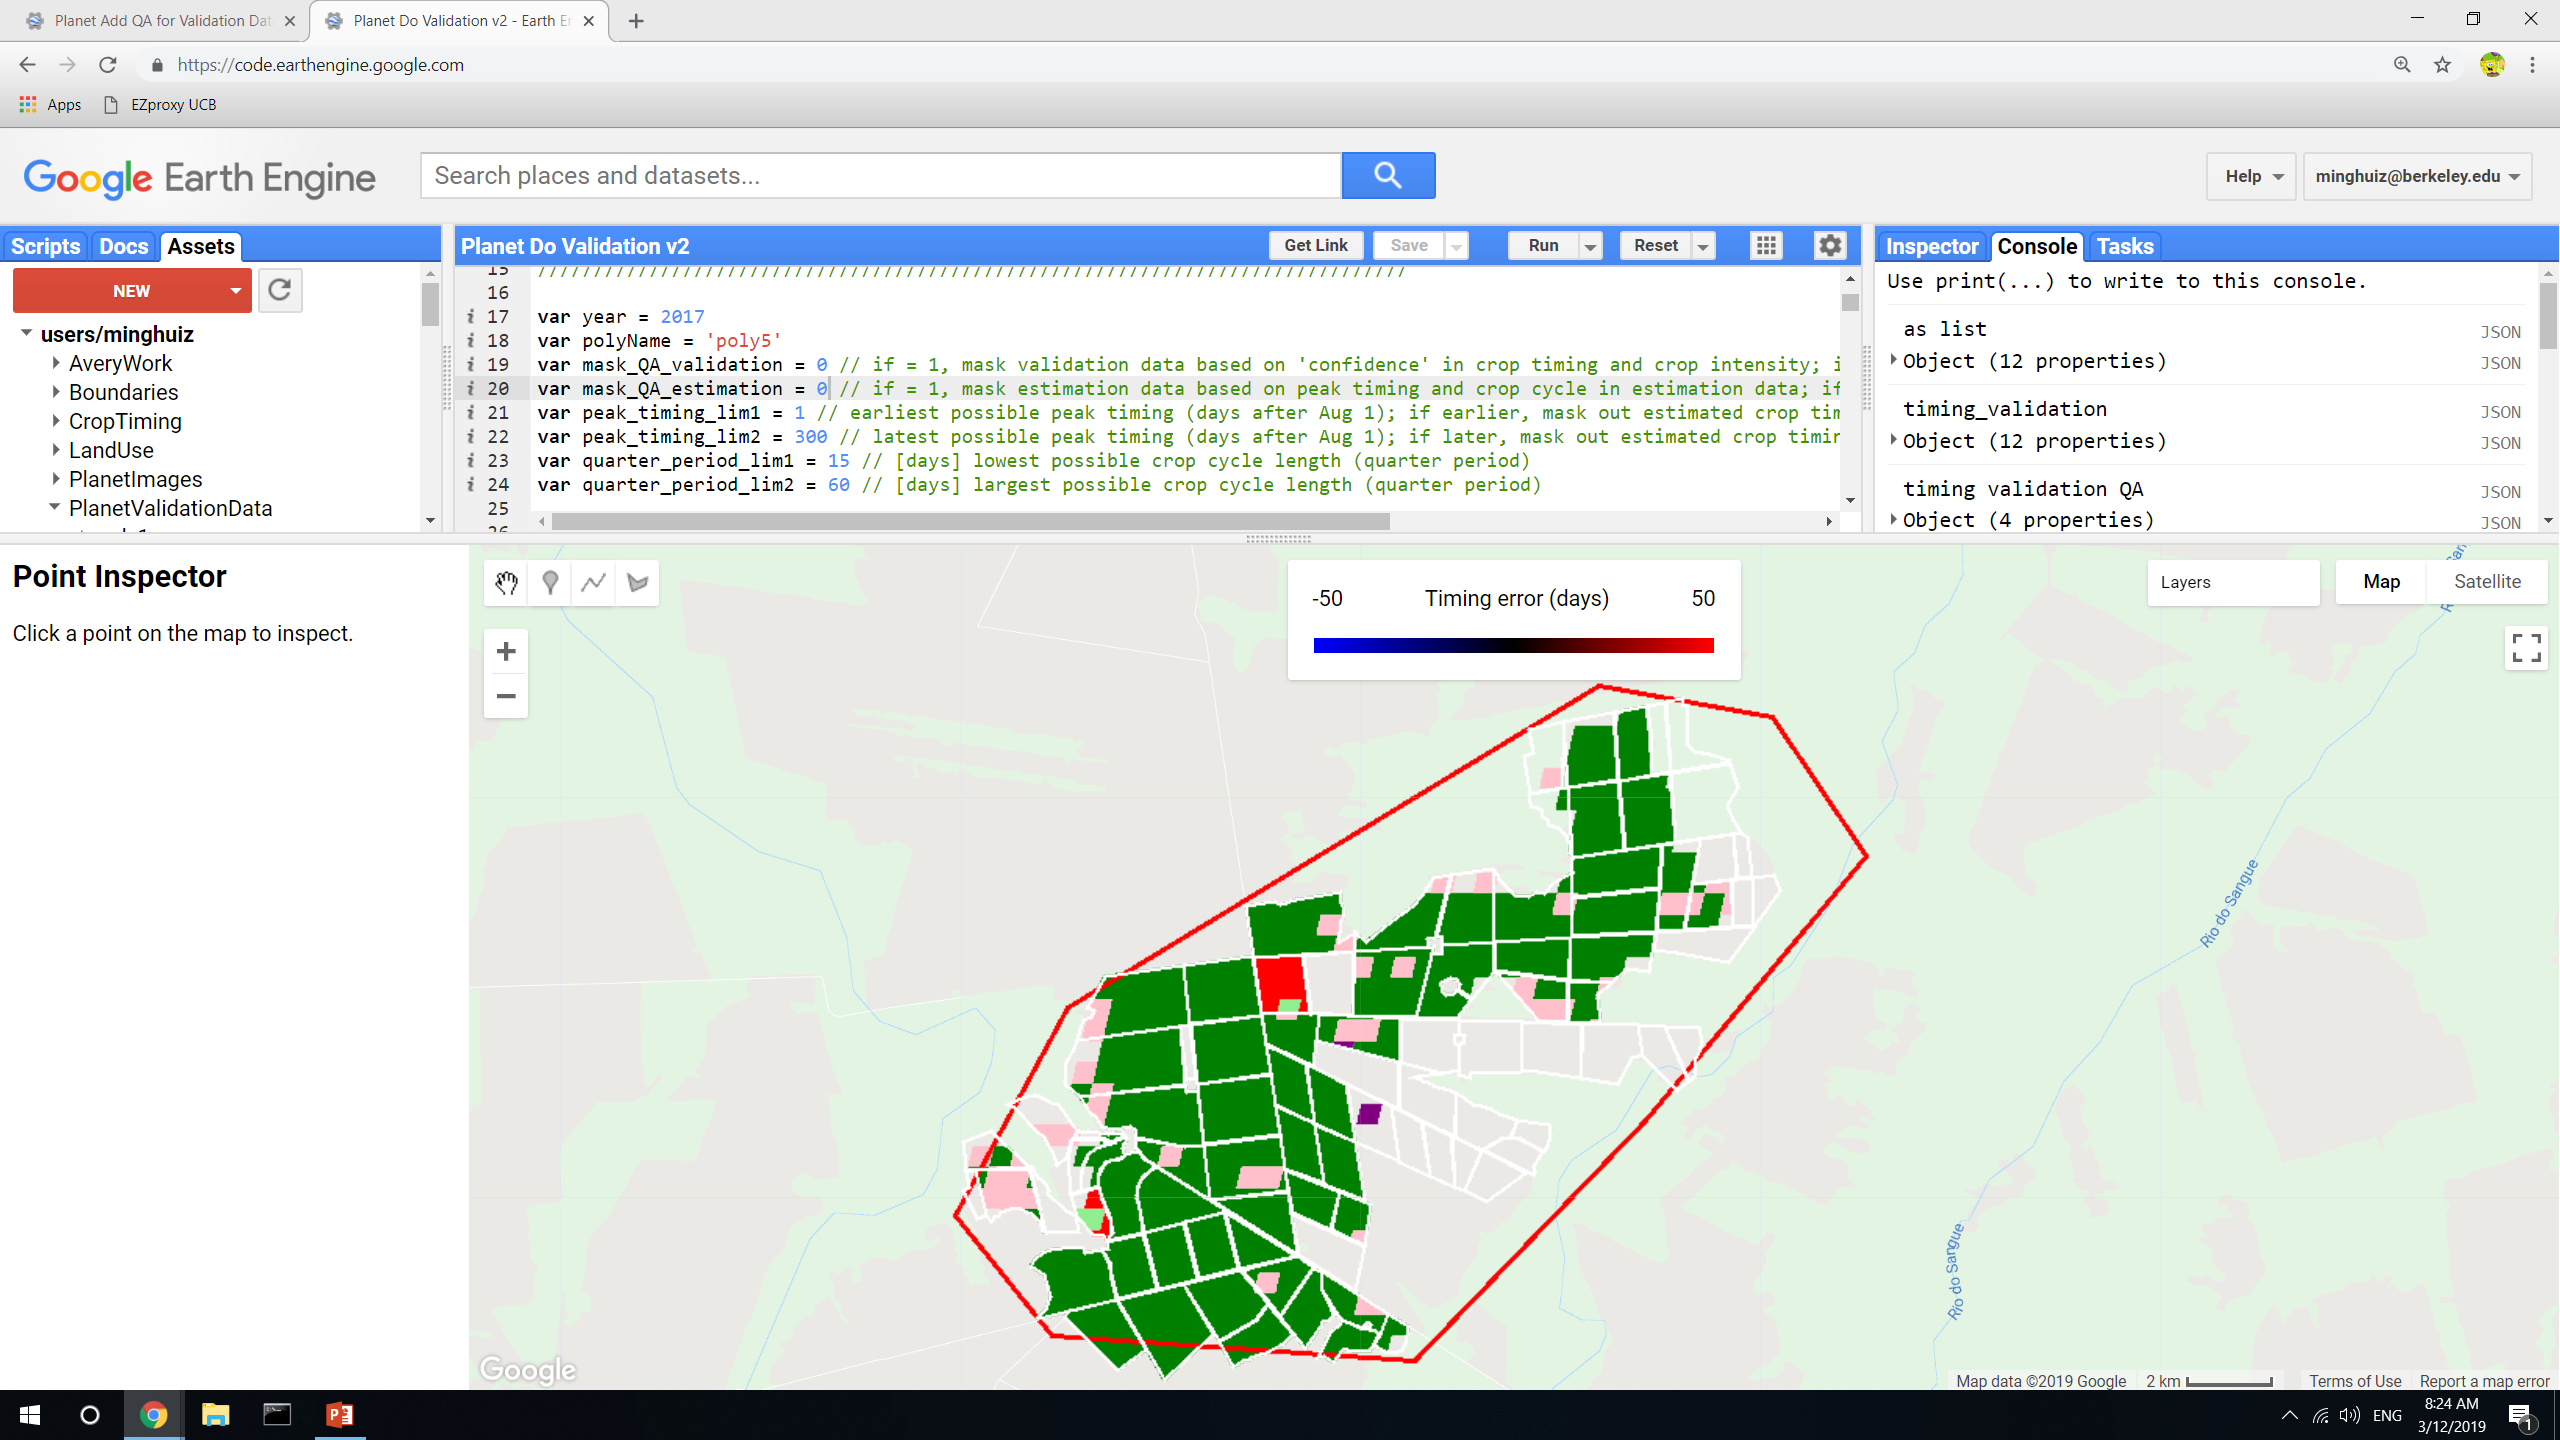 Planet Add QA for Validation Dat
Planet Do Validation v2 - Earth E
https://code.earthengine.google.com
Apps
EZproxy UCB
Google Earth Engine
Search places and datasets...
Help
minghuiz@berkeley.edu
Scripts
Docs
Assets
NEW
users/minghuiz
AveryWork
Boundaries
CropTiming
LandUse
PlanetImages
PlanetValidationData
Planet Do Validation v2
Get Link
Save
Run
Reset
15 //////////////////////////////////////////////////////////////////////////////
16
17 var year = 2017
18 var polyName = 'poly5'
19 var mask_QA_validation = 0 // if = 1, mask validation data based on 'confidence' in crop timing and crop intensity; i
20 var mask_QA_estimation = 0 // if = 1, mask estimation data based on peak timing and crop cycle in estimation data; if
21 var peak_timing_lim1 = 1 // earliest possible peak timing (days after Aug 1); if earlier, mask out estimated crop tim
22 var peak_timing_lim2 = 300 // latest possible peak timing (days after Aug 1); if later, mask out estimated crop timin
23 var quarter_period_lim1 = 15 // [days] lowest possible crop cycle length (quarter period)
24 var quarter_period_lim2 = 60 // [days] largest possible crop cycle length (quarter period)
25
Inspector
Console
Tasks
Use print(...) to write to this console.
as list
JSON
Object (12 properties)
JSON
timing_validation
JSON
Object (12 properties)
JSON
timing validation QA
JSON
Object (4 properties)
JSON
Point Inspector
Click a point on the map to inspect.
-50 Timing error (days) 50
Layers
Map
Satellite
Rio do Sangue
Rio do Sangue
Google
Map data ©2019 Google
2 km
Terms of Use
Report a map error
ENG
8:24 AM
3/12/2019
1